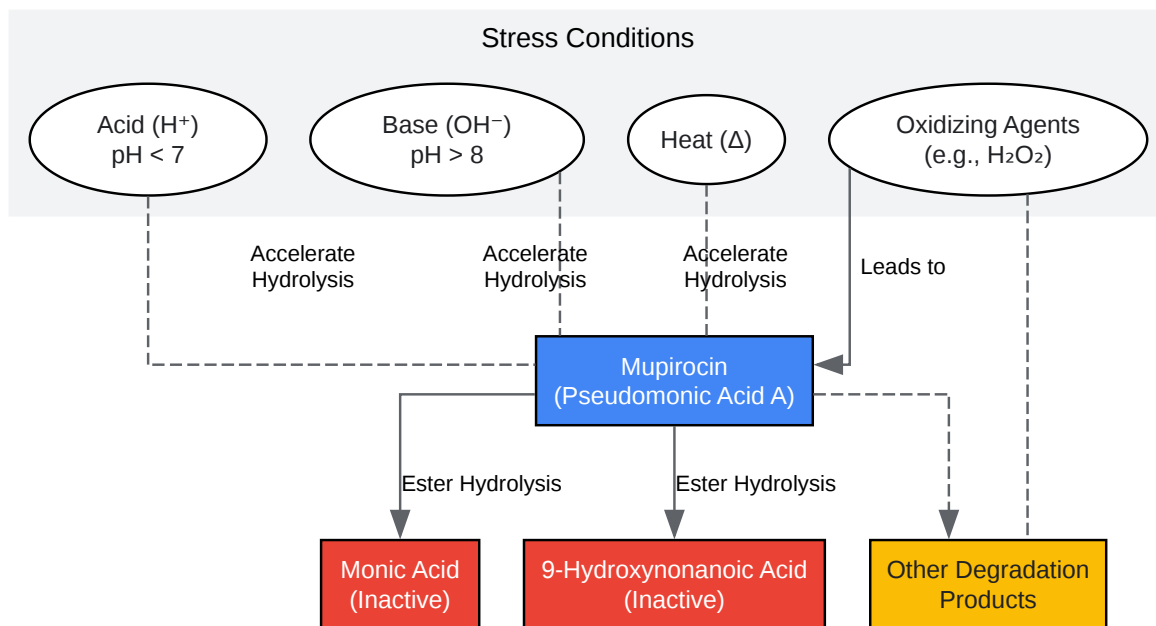 Stress Conditions
Acid (H⁺)
pH < 7
Base (OH⁻)
pH > 8
Heat (Δ)
Oxidizing Agents
(e.g., H₂O₂)
Accelerate
Hydrolysis
Accelerate
Hydrolysis
Accelerate
Hydrolysis
Leads to
Mupirocin
(Pseudomonic Acid A)
Ester Hydrolysis
Ester Hydrolysis
Monic Acid
(Inactive)
9-Hydroxynonanoic Acid
(Inactive)
Other Degradation
Products